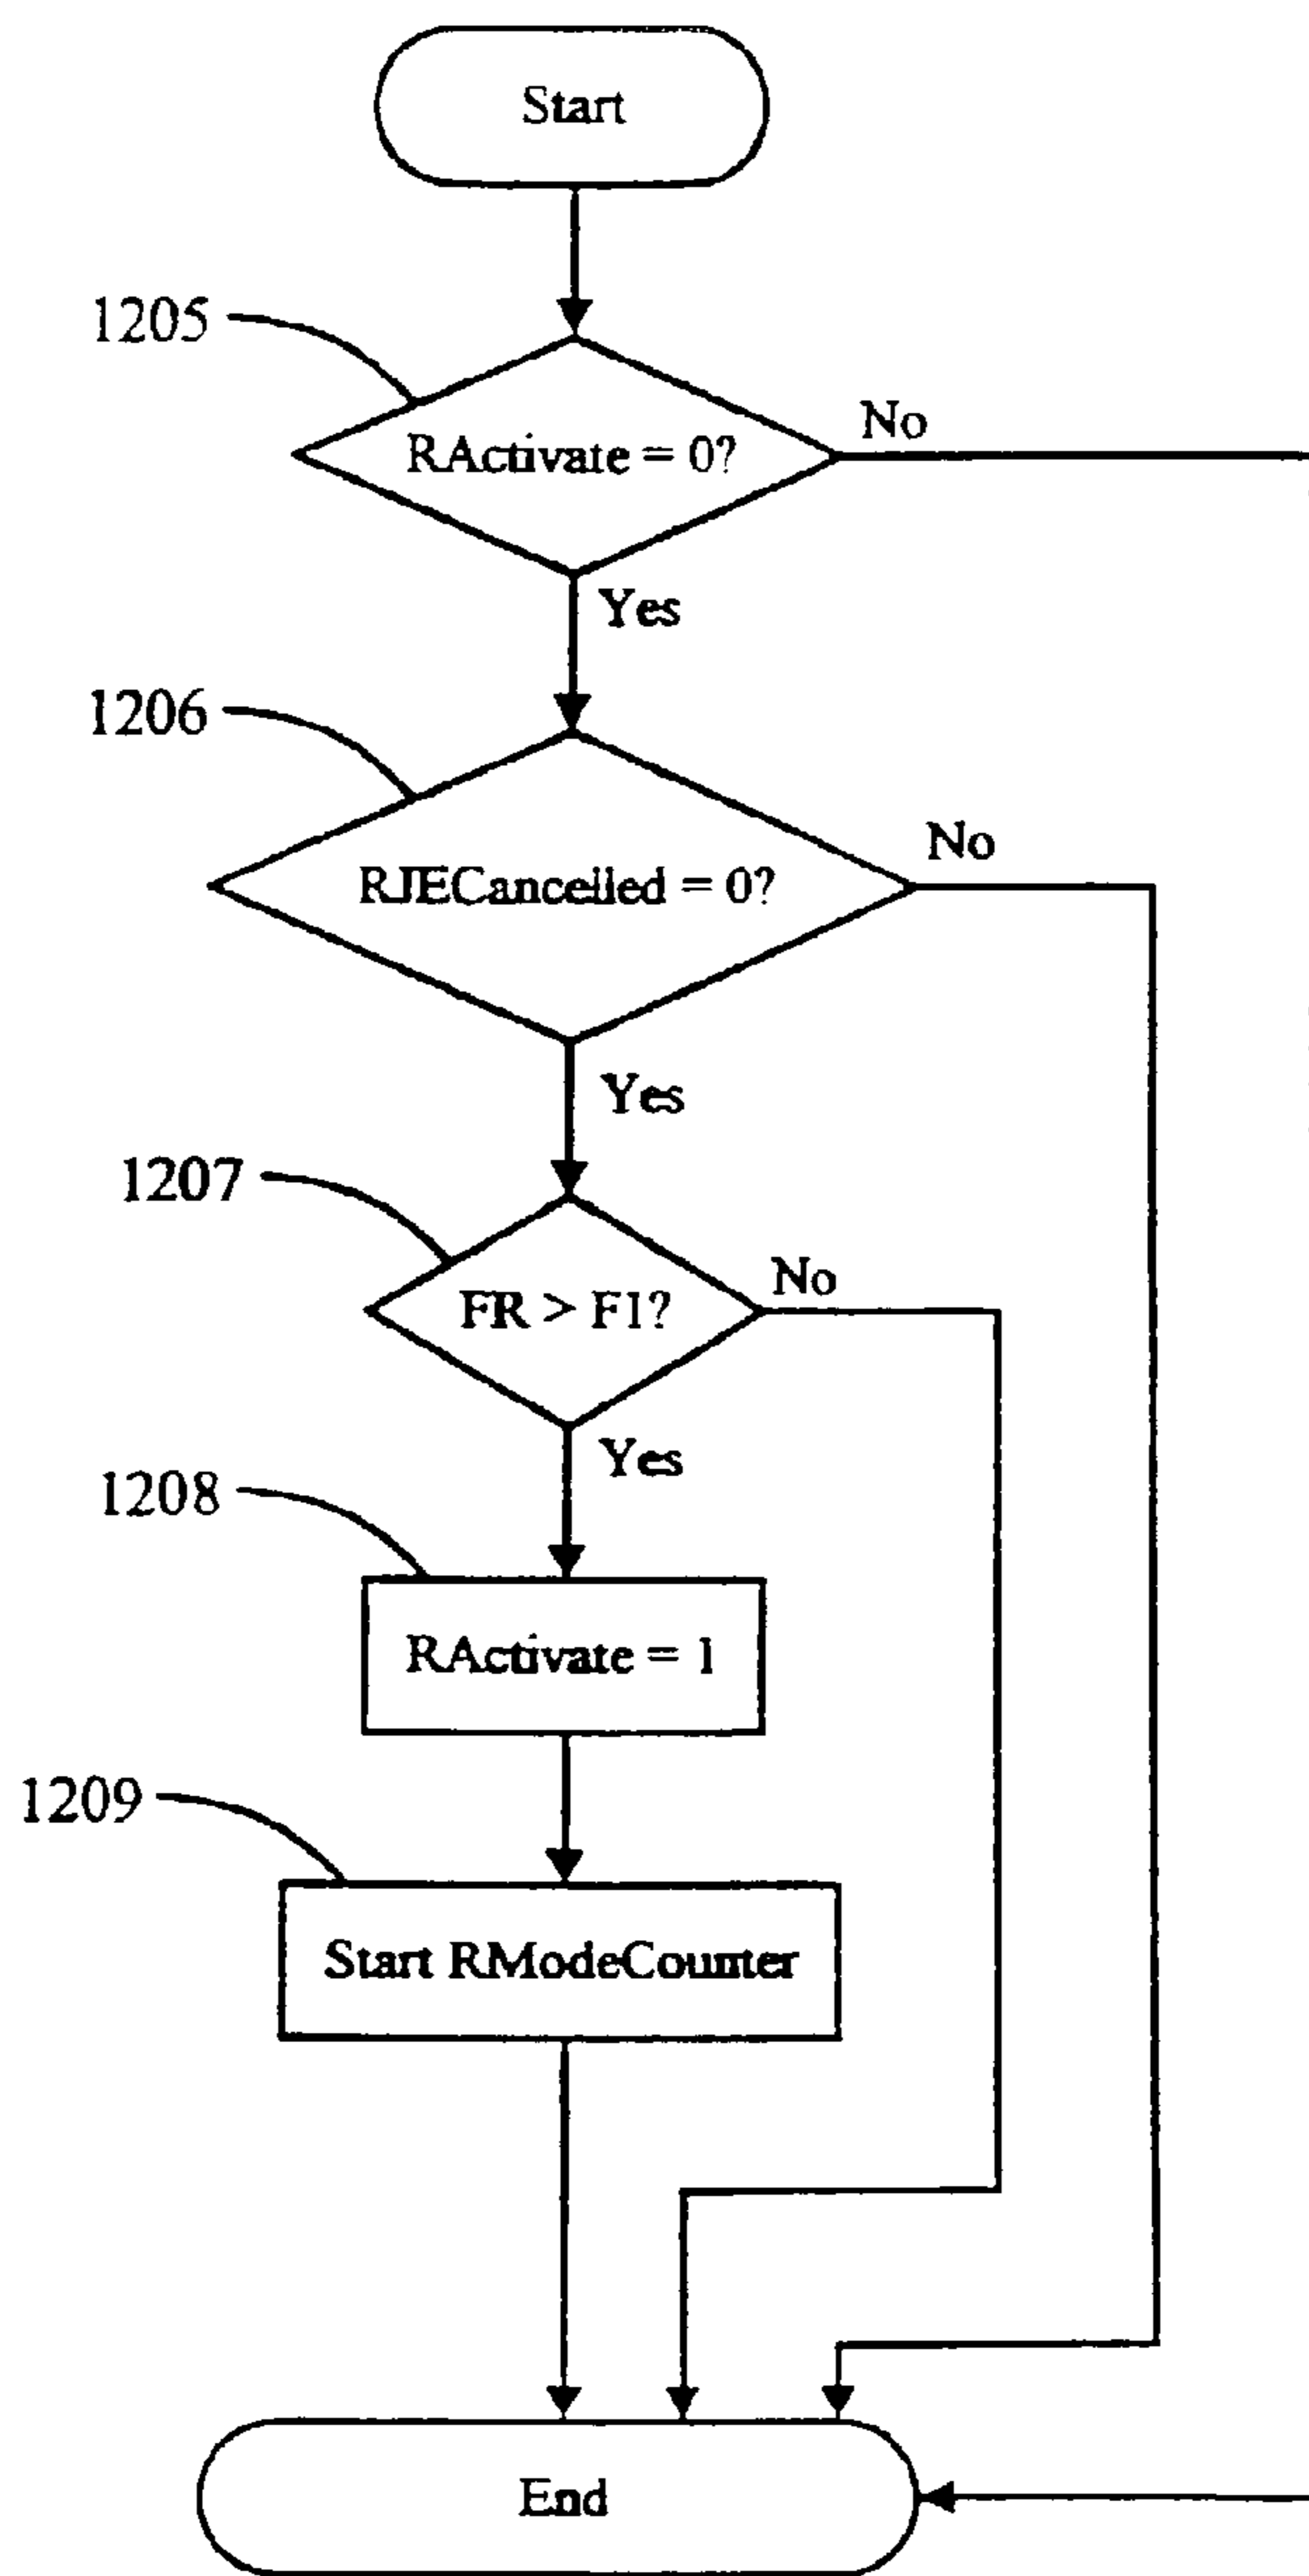 Start
1205
RActivate = 0?
No
Yes
1206
RJECancelled = 0?
No
Yes
1207
FR > F1?
No
Yes
1208
RActivate = 1
1209
Start RModeCounter
End